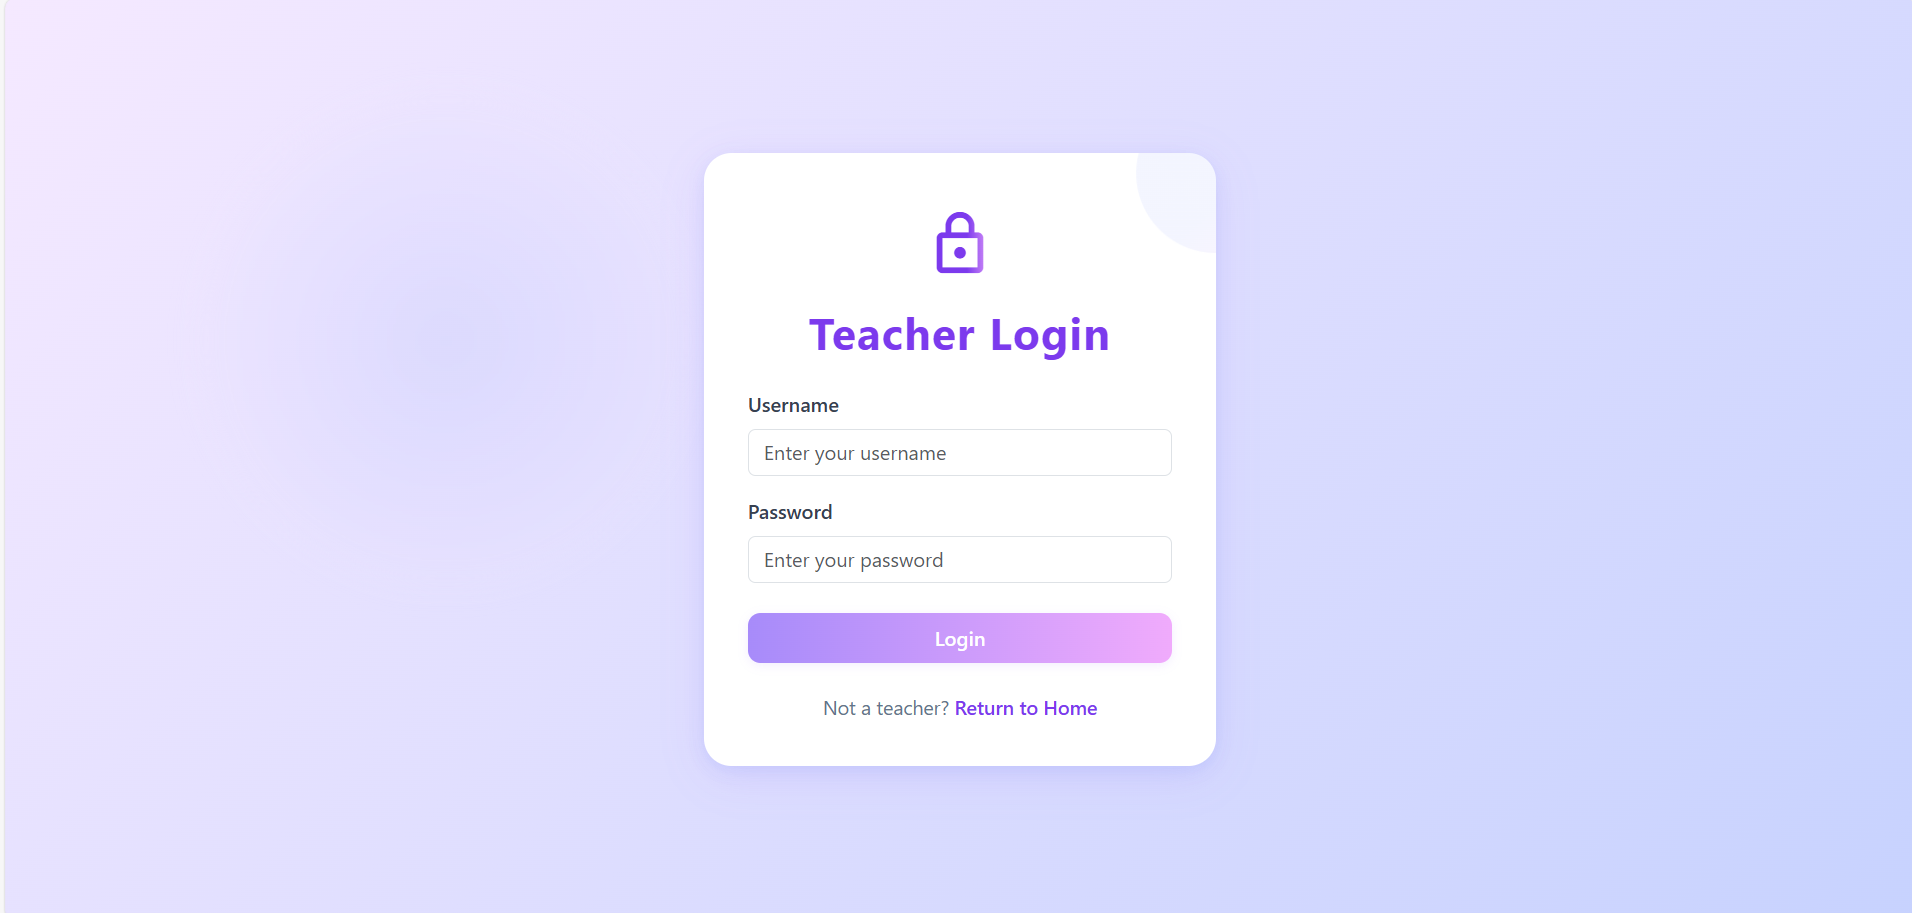 Teacher Login
Username
Enter your username
Password
Enter your password
Login
Not a teacher? Return to Home